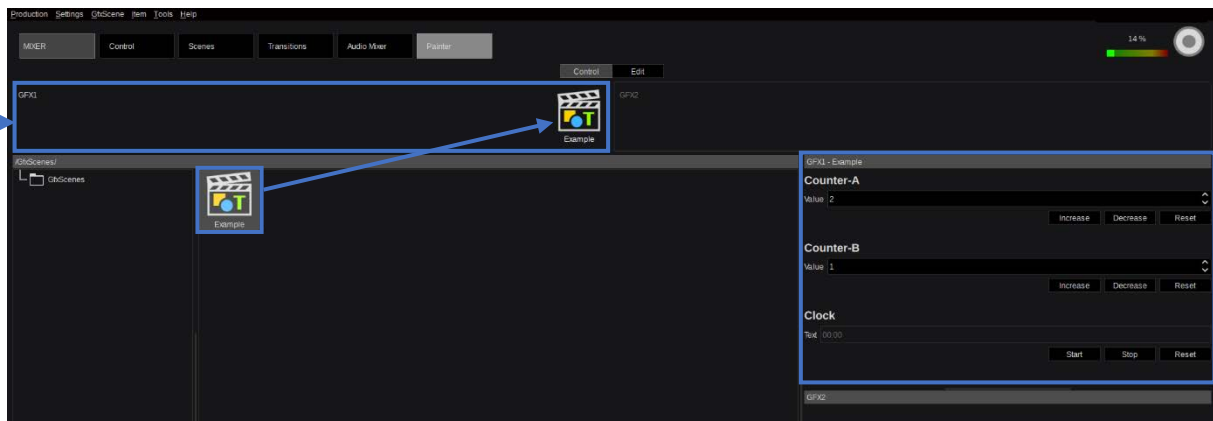 Production Settings GfxScene Item Tools Help
MIXER Control Scenes Transitions Audio Mixer Painter
14 %
Control Edit
GFX1
GFX2
Example
/GfxScenes/
GfxScenes
Example
GFX1 - Example
Counter-A
Value 2
Increase Decrease Reset
Counter-B
Value 1
Increase Decrease Reset
Clock
Text 00:00
Start Stop Reset
GFX2